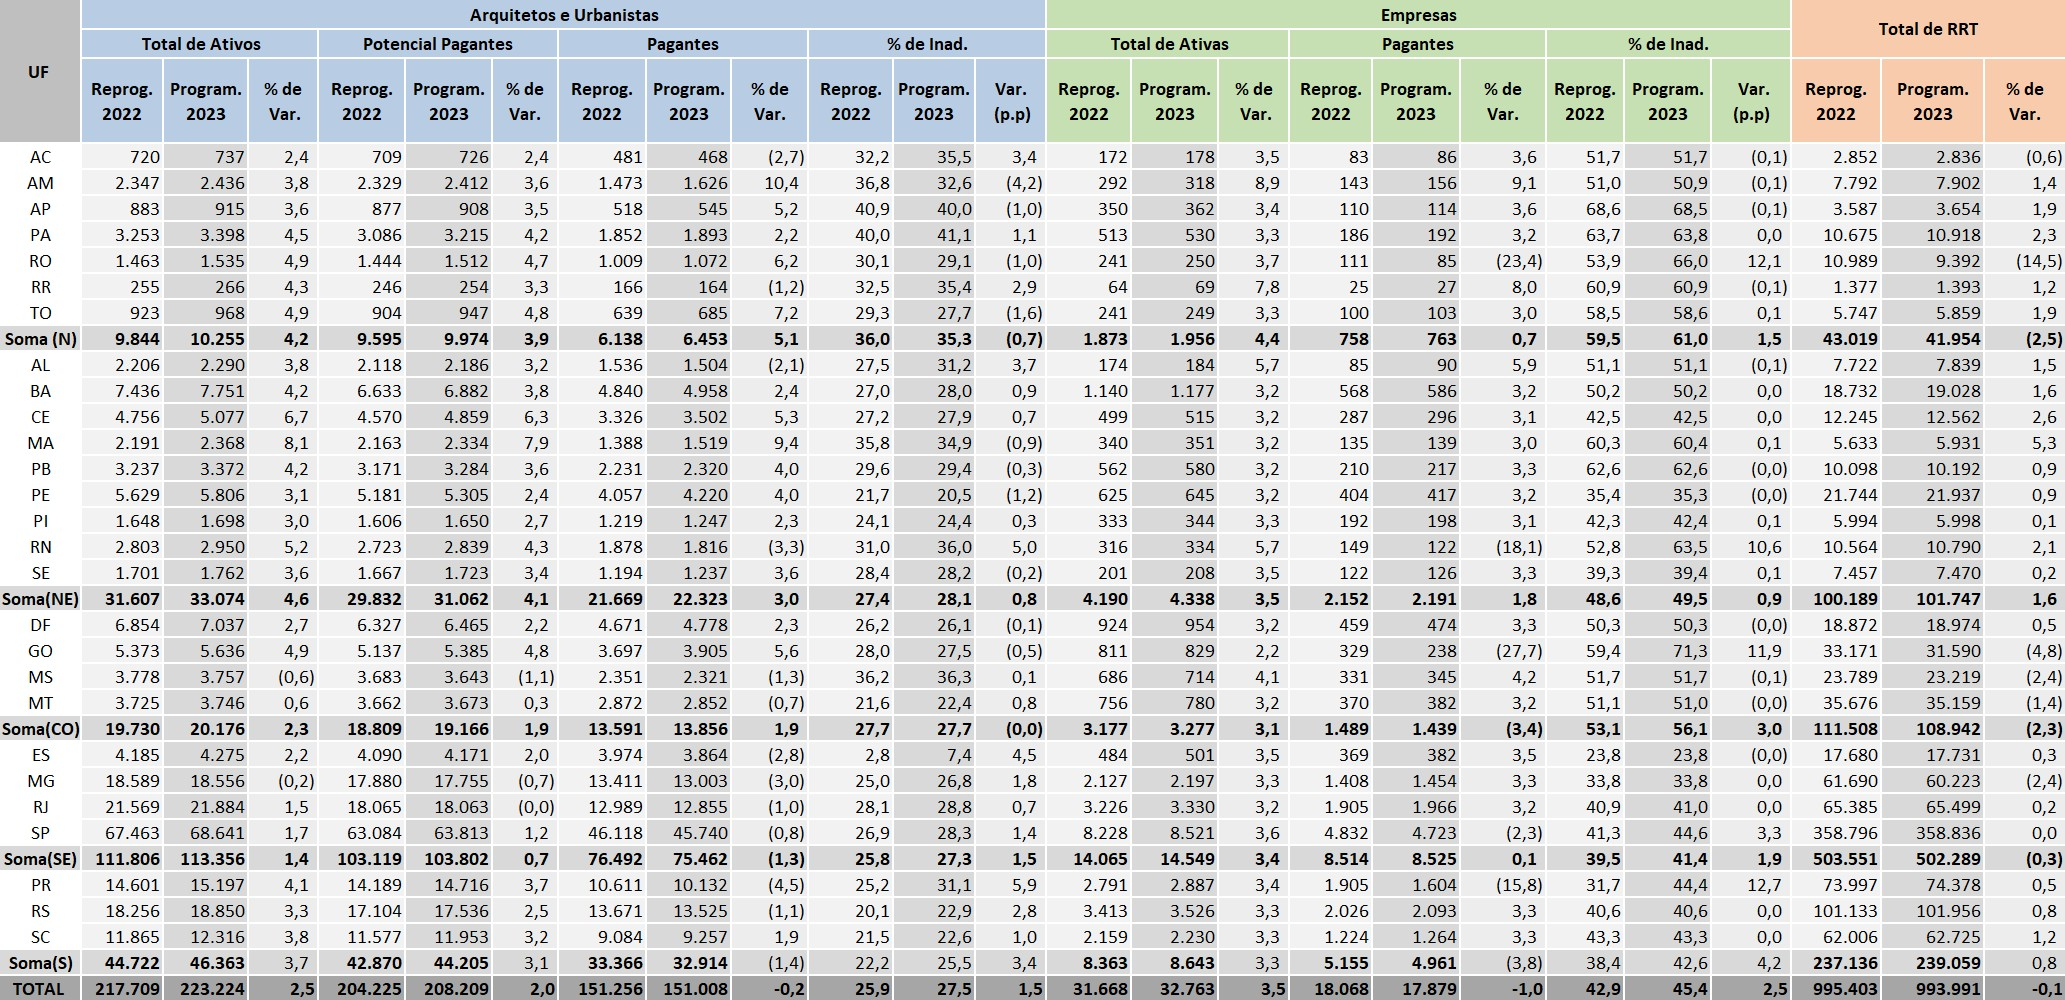 Arquitetos e Urbanistas Empresas Total de RRT
UF Total de Ativos Potencial Pagantes Pagantes % de Inad. Total de Ativas Pagantes % de Inad.
Reprog. 2022 Program. 2023 % de Var. Reprog. 2022 Program. 2023 % de Var. Reprog. 2022 Program. 2023 % de Var. Reprog. 2022 Program. 2023 Var. (p.p) Reprog. 2022 Program. 2023 % de Var. Reprog. 2022 Program. 2023 % de Var. Reprog. 2022 Program. 2023 Var. (p.p) Reprog. 2022 Program. 2023 % de Var.
AC 720 737 2,4 709 726 2,4 481 468 (2,7) 32,2 35,5 3,4 172 178 3,5 83 86 3,6 51,7 51,7 (0,1) 2.852 2.836 (0,6)
AM 2.347 2.436 3,8 2.329 2.412 3,6 1.473 1.626 10,4 36,8 32,6 (4,2) 292 318 8,9 143 156 9,1 51,0 50,9 (0,1) 7.792 7.902 1,4
AP 883 915 3,6 877 908 3,5 518 545 5,2 40,9 40,0 (1,0) 350 362 3,4 110 114 3,6 68,6 68,5 (0,1) 3.587 3.654 1,9
PA 3.253 3.398 4,5 3.086 3.215 4,2 1.852 1.893 2,2 40,0 41,1 1,1 513 530 3,3 186 192 3,2 63,7 63,8 0,0 10.675 10.918 2,3
RO 1.463 1.535 4,9 1.444 1.512 4,7 1.009 1.072 6,2 30,1 29,1 (1,0) 241 250 3,7 111 85 (23,4) 53,9 66,0 12,1 10.989 9.392 (14,5)
RR 255 266 4,3 246 254 3,3 166 164 (1,2) 32,5 35,4 2,9 64 69 7,8 25 27 8,0 60,9 60,9 (0,1) 1.377 1.393 1,2
TO 923 968 4,9 904 947 4,8 639 685 7,2 29,3 27,7 (1,6) 241 249 3,3 100 103 3,0 58,5 58,6 0,1 5.747 5.859 1,9
Soma (N) 9.844 10.255 4,2 9.595 9.974 3,9 6.138 6.453 5,1 36,0 35,3 (0,7) 1.873 1.956 4,4 758 763 0,7 59,5 61,0 1,5 43.019 41.954 (2,5)
AL 2.206 2.290 3,8 2.118 2.186 3,2 1.536 1.504 (2,1) 27,5 31,2 3,7 174 184 5,7 85 90 5,9 51,1 51,1 (0,1) 7.722 7.839 1,5
BA 7.436 7.751 4,2 6.633 6.882 3,8 4.840 4.958 2,4 27,0 28,0 0,9 1.140 1.177 3,2 568 586 3,2 50,2 50,2 0,0 18.732 19.028 1,6
CE 4.756 5.077 6,7 4.570 4.859 6,3 3.326 3.502 5,3 27,2 27,9 0,7 499 515 3,2 287 296 3,1 42,5 42,5 0,0 12.245 12.562 2,6
MA 2.191 2.368 8,1 2.163 2.334 7,9 1.388 1.519 9,4 35,8 34,9 (0,9) 340 351 3,2 135 139 3,0 60,3 60,4 0,1 5.633 5.931 5,3
PB 3.237 3.372 4,2 3.171 3.284 3,6 2.231 2.320 4,0 29,6 29,4 (0,3) 562 580 3,2 210 217 3,3 62,6 62,6 (0,0) 10.098 10.192 0,9
PE 5.629 5.806 3,1 5.181 5.305 2,4 4.057 4.220 4,0 21,7 20,5 (1,2) 625 645 3,2 404 417 3,2 35,4 35,3 (0,0) 21.744 21.937 0,9
PI 1.648 1.698 3,0 1.606 1.650 2,7 1.219 1.247 2,3 24,1 24,4 0,3 333 344 3,3 192 198 3,1 42,3 42,4 0,1 5.994 5.998 0,1
RN 2.803 2.950 5,2 2.723 2.839 4,3 1.878 1.816 (3,3) 31,0 36,0 5,0 316 334 5,7 149 122 (18,1) 52,8 63,5 10,6 10.564 10.790 2,1
SE 1.701 1.762 3,6 1.667 1.723 3,4 1.194 1.237 3,6 28,4 28,2 (0,2) 201 208 3,5 122 126 3,3 39,3 39,4 0,1 7.457 7.470 0,2
Soma(NE) 31.607 33.074 4,6 29.832 31.062 4,1 21.669 22.323 3,0 27,4 28,1 0,8 4.190 4.338 3,5 2.152 2.191 1,8 48,6 49,5 0,9 100.189 101.747 1,6
DF 6.854 7.037 2,7 6.327 6.465 2,2 4.671 4.778 2,3 26,2 26,1 (0,1) 924 954 3,2 459 474 3,3 50,3 50,3 (0,0) 18.872 18.974 0,5
GO 5.373 5.636 4,9 5.137 5.385 4,8 3.697 3.905 5,6 28,0 27,5 (0,5) 811 829 2,2 329 238 (27,7) 59,4 71,3 11,9 33.171 31.590 (4,8)
MS 3.778 3.757 (0,6) 3.683 3.643 (1,1) 2.351 2.321 (1,3) 36,2 36,3 0,1 686 714 4,1 331 345 4,2 51,7 51,7 (0,1) 23.789 23.219 (2,4)
MT 3.725 3.746 0,6 3.662 3.673 0,3 2.872 2.852 (0,7) 21,6 22,4 0,8 756 780 3,2 370 382 3,2 51,1 51,0 (0,0) 35.676 35.159 (1,4)
Soma(CO) 19.730 20.176 2,3 18.809 19.166 1,9 13.591 13.856 1,9 27,7 27,7 (0,0) 3.177 3.277 3,1 1.489 1.439 (3,4) 53,1 56,1 3,0 111.508 108.942 (2,3)
ES 4.185 4.275 2,2 4.090 4.171 2,0 3.974 3.864 (2,8) 2,8 7,4 4,5 484 501 3,5 369 382 3,5 23,8 23,8 (0,0) 17.680 17.731 0,3
MG 18.589 18.556 (0,2) 17.880 17.755 (0,7) 13.411 13.003 (3,0) 25,0 26,8 1,8 2.127 2.197 3,3 1.408 1.454 3,3 33,8 33,8 0,0 61.690 60.223 (2,4)
RJ 21.569 21.884 1,5 18.065 18.063 (0,0) 12.989 12.855 (1,0) 28,1 28,8 0,7 3.226 3.330 3,2 1.905 1.966 3,2 40,9 41,0 0,0 65.385 65.499 0,2
SP 67.463 68.641 1,7 63.084 63.813 1,2 46.118 45.740 (0,8) 26,9 28,3 1,4 8.228 8.521 3,6 4.832 4.723 (2,3) 41,3 44,6 3,3 358.796 358.836 0,0
Soma(SE) 111.806 113.356 1,4 103.119 103.802 0,7 76.492 75.462 (1,3) 25,8 27,3 1,5 14.065 14.549 3,4 8.514 8.525 0,1 39,5 41,4 1,9 503.551 502.289 (0,3)
PR 14.601 15.197 4,1 14.189 14.716 3,7 10.611 10.132 (4,5) 25,2 31,1 5,9 2.791 2.887 3,4 1.905 1.604 (15,8) 31,7 44,4 12,7 73.997 74.378 0,5
RS 18.256 18.850 3,3 17.104 17.536 2,5 13.671 13.525 (1,1) 20,1 22,9 2,8 3.413 3.526 3,3 2.026 2.093 3,3 40,6 40,6 0,0 101.133 101.956 0,8
SC 11.865 12.316 3,8 11.577 11.953 3,2 9.084 9.257 1,9 21,5 22,6 1,0 2.159 2.230 3,3 1.224 1.264 3,3 43,3 43,3 0,0 62.006 62.725 1,2
Soma(S) 44.722 46.363 3,7 42.870 44.205 3,1 33.366 32.914 (1,4) 22,2 25,5 3,4 8.363 8.643 3,3 5.155 4.961 (3,8) 38,4 42,6 4,2 237.136 239.059 0,8
TOTAL 217.709 223.224 2,5 204.225 208.209 2,0 151.256 151.008 -0,2 25,9 27,5 1,5 31.668 32.763 3,5 18.068 17.879 -1,0 42,9 45,4 2,5 995.403 993.991 -0,1